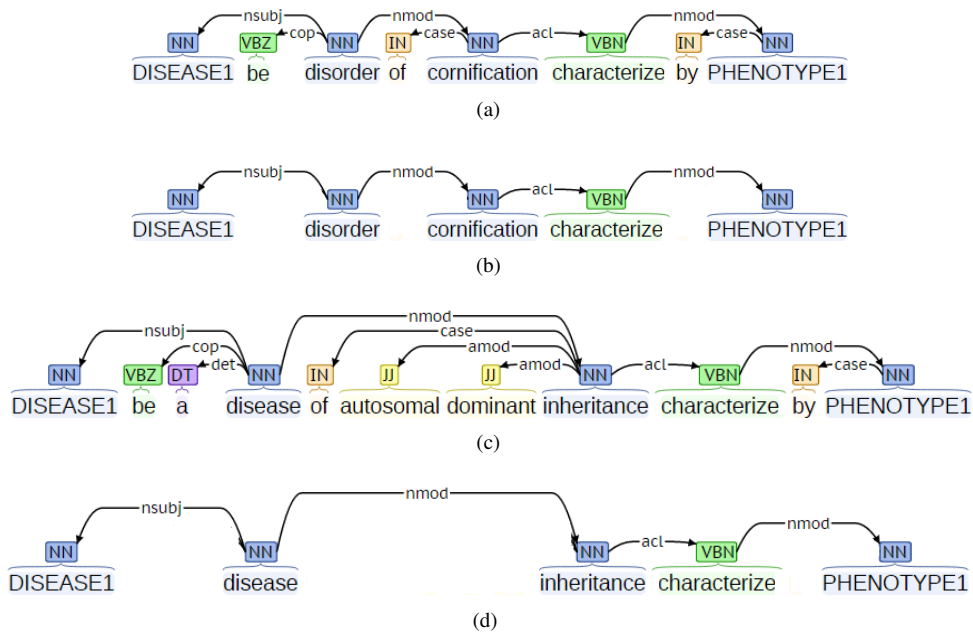 nsubj cop nmod case acl nmod case
NN VBZ NN IN NN VBN IN NN
DISEASE1 be disorder of cornification characterize by PHENOTYPE1
(a)
nsubj nmod acl nmod
NN NN NN VBN NN
DISEASE1 disorder cornification characterize PHENOTYPE1
(b)
nmod
case
nsubj amod nmod
cop det amod acl case
NN VBZ DT NN IN JJ JJ NN VBN IN NN
DISEASE1 be a disease of autosomal dominant inheritance characterize by PHENOTYPE1
(c)
nmod
nsubj nmod
acl
NN NN NN VBN NN
DISEASE1 disease inheritance characterize PHENOTYPE1
(d)